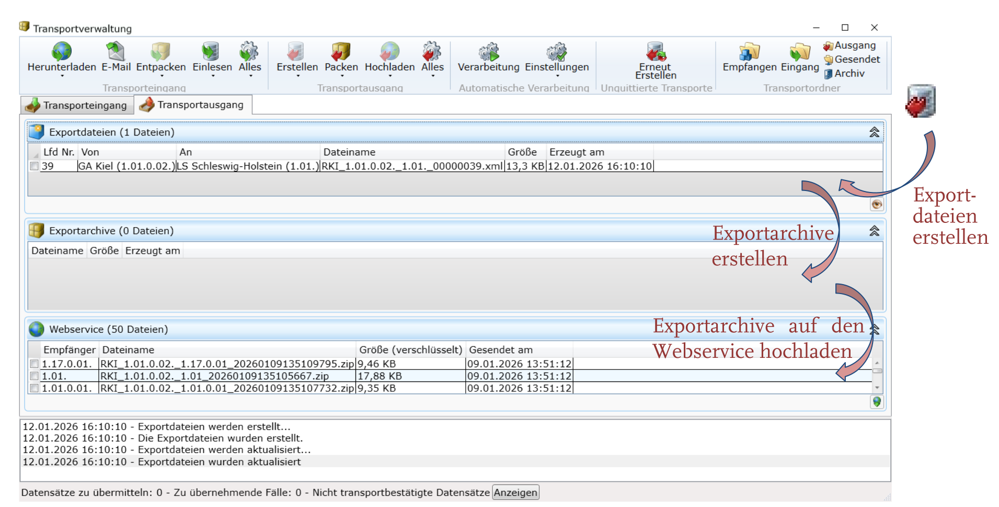 Transportverwaltung
Herunterladen E-Mail Entpacken Einlesen Alles Erstellen Packen Hochladen Alles Verarbeitung Einstellungen Erneut Erstellen Empfangen Eingang Ausgang
Gesendet
Archiv
Transporteingang Transportausgang Automatische Verarbeitung Unquittierte Transporte Transportordner
Transporteingang Transportausgang
Exportdateien (1 Dateien)
Lfd Nr. Von An Dateiname Größe Erzeugt am
39 GA Kiel (1.01.0.02.) LS Schleswig-Holstein (1.01.) RKI_1.01.0.02._1.01._00000039.xml 13,3 KB 12.01.2026 16:10:10
Export-
dateien
erstellen
Exportarchive (0 Dateien)
Dateiname Größe Erzeugt am
Exportarchive
erstellen
Webservice (50 Dateien)
Empfänger Dateiname Größe (verschlüsselt) Gesendet am
1.17.0.01. RKI_1.01.0.02._1.17.0.01_20260109135109795.zip 9,46 KB 09.01.2026 13:51:12
1.01. RKI_1.01.0.02._1.01_20260109135105667.zip 17,88 KB 09.01.2026 13:51:12
1.01.0.01. RKI_1.01.0.02._1.01.0.01_20260109135107732.zip 9,35 KB 09.01.2026 13:51:12
Exportarchive auf den
Webservice hochladen
12.01.2026 16:10:10 - Exportdateien werden erstellt...
12.01.2026 16:10:10 - Die Exportdateien wurden erstellt.
12.01.2026 16:10:10 - Exportdateien werden aktualisiert...
12.01.2026 16:10:10 - Exportdateien wurden aktualisiert
Datensätze zu übermitteln: 0 - Zu übernehmende Fälle: 0 - Nicht transportbestätigte Datensätze Anzeigen